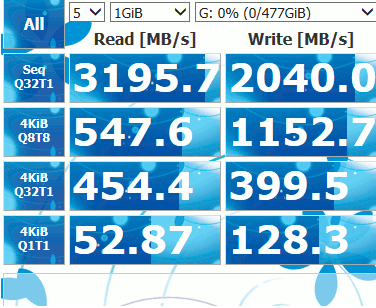 All 5 1GiB G: 0% (0/477GiB)
Read [MB/s] Write [MB/s]
Seq
Q32T1 3195.7 2040.0
4KiB
Q8T8 547.6 1152.7
4KiB
Q32T1 454.4 399.5
4KiB
Q1T1 52.87 128.3